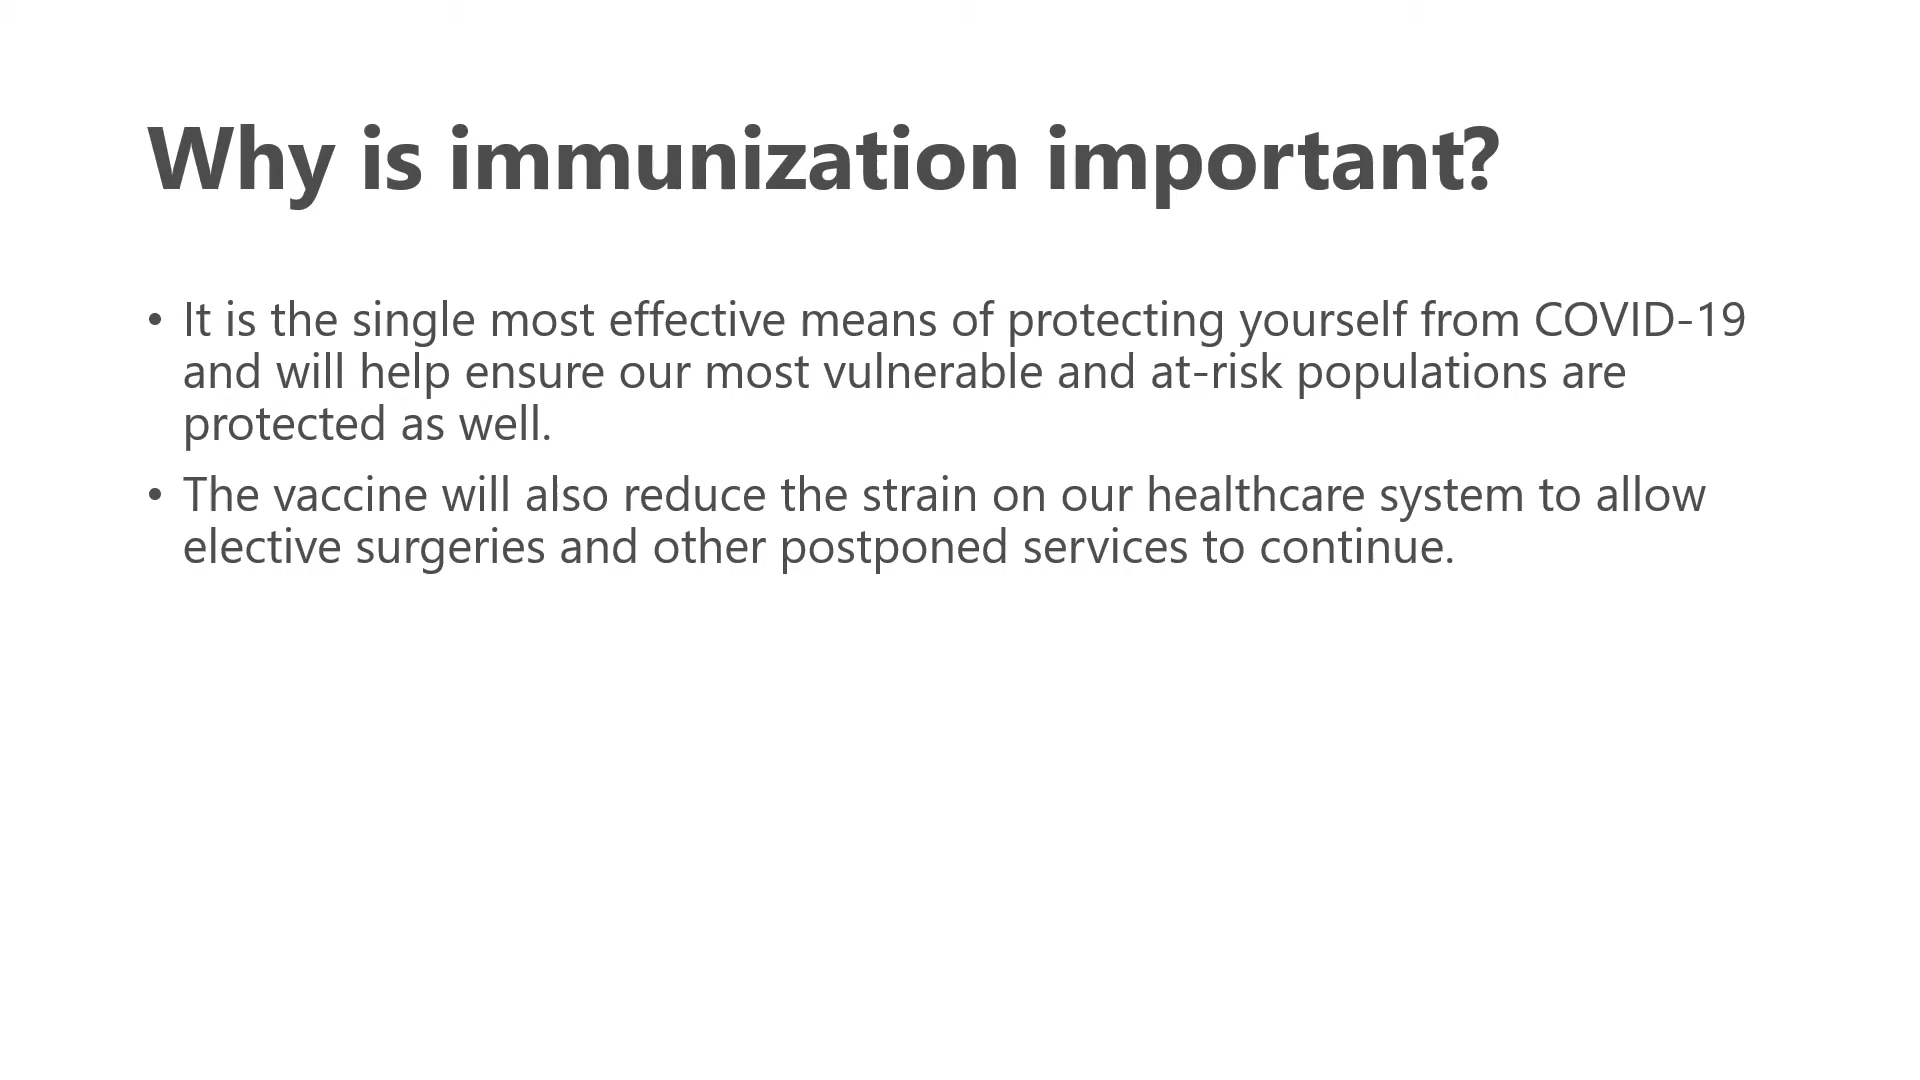 Why is immunization important?
• It is the single most effective means of protecting yourself from COVID-19
and will help ensure our most vulnerable and at-risk populations are
protected as well.
• The vaccine will also reduce the strain on our healthcare system to allow
elective surgeries and other postponed services to continue.